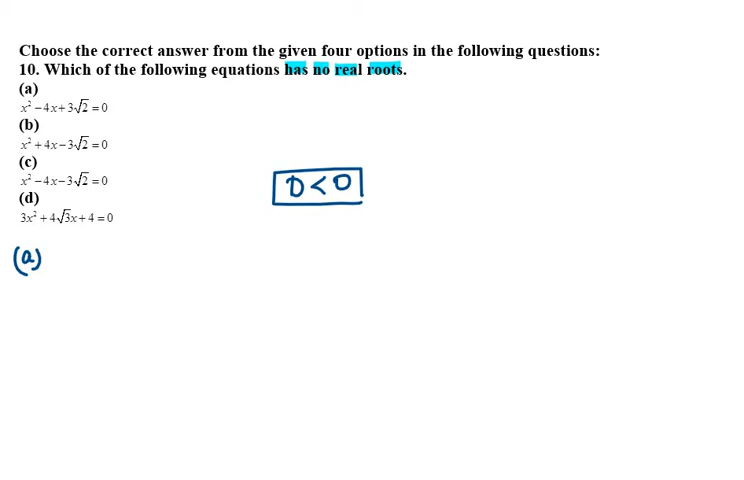 Choose the correct answer from the given four options in the following questions:
10. Which of the following equations has no real roots.
(a)
x² − 4x + 3√2 = 0
(b)
x² + 4x − 3√2 = 0
(c)
x² − 4x − 3√2 = 0
(d)
3x² + 4√3x + 4 = 0
D < 0
(a)